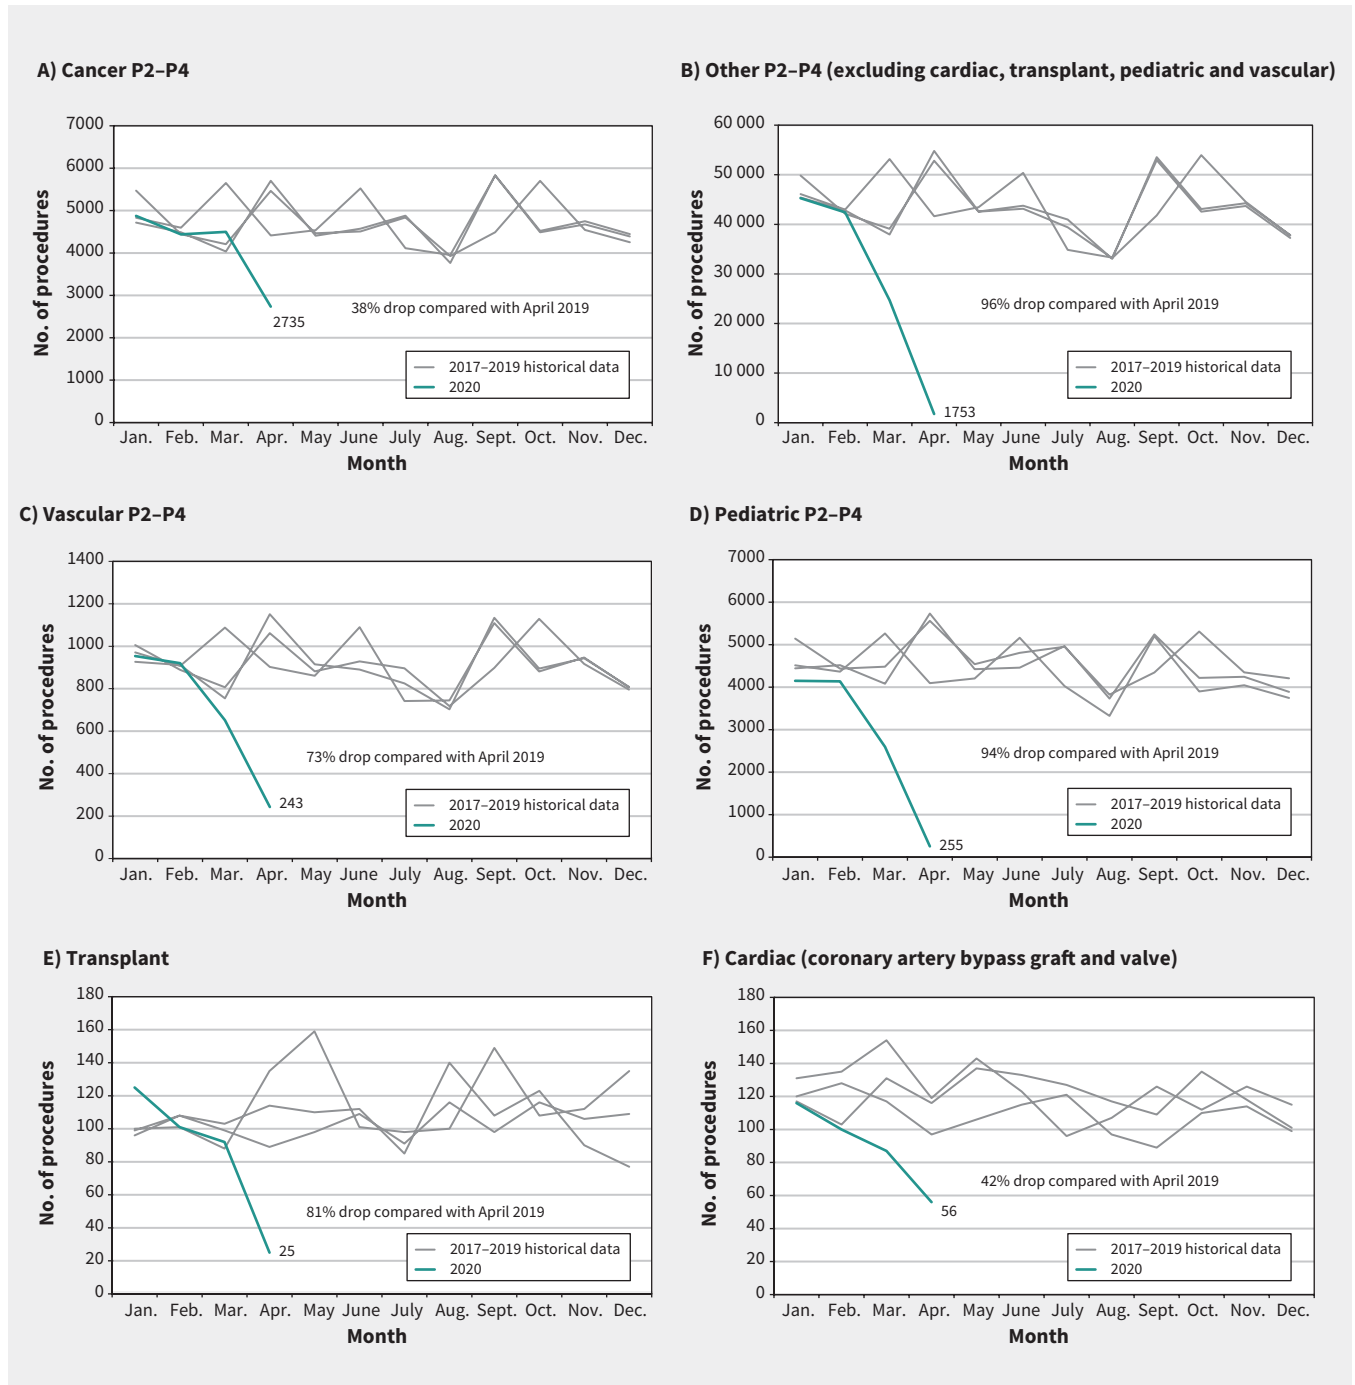 A) Cancer P2–P4
No. of procedures
7000
6000
5000
4000
3000
2000
1000
0
38% drop compared with April 2019
2735
2017–2019 historical data
2020
Jan. Feb. Mar. Apr. May June July Aug. Sept. Oct. Nov. Dec.
Month
B) Other P2–P4 (excluding cardiac, transplant, pediatric and vascular)
No. of procedures
60 000
50 000
40 000
30 000
20 000
10 000
0
96% drop compared with April 2019
1753
2017–2019 historical data
2020
Jan. Feb. Mar. Apr. May June July Aug. Sept. Oct. Nov. Dec.
Month
C) Vascular P2–P4
No. of procedures
1400
1200
1000
800
600
400
200
0
73% drop compared with April 2019
243
2017–2019 historical data
2020
Jan. Feb. Mar. Apr. May June July Aug. Sept. Oct. Nov. Dec.
Month
D) Pediatric P2–P4
No. of procedures
7000
6000
5000
4000
3000
2000
1000
0
94% drop compared with April 2019
255
2017–2019 historical data
2020
Jan. Feb. Mar. Apr. May June July Aug. Sept. Oct. Nov. Dec.
Month
E) Transplant
No. of procedures
180
160
140
120
100
80
60
40
20
0
81% drop compared with April 2019
25
2017–2019 historical data
2020
Jan. Feb. Mar. Apr. May June July Aug. Sept. Oct. Nov. Dec.
Month
F) Cardiac (coronary artery bypass graft and valve)
No. of procedures
180
160
140
120
100
80
60
40
20
0
42% drop compared with April 2019
56
2017–2019 historical data
2020
Jan. Feb. Mar. Apr. May June July Aug. Sept. Oct. Nov. Dec.
Month